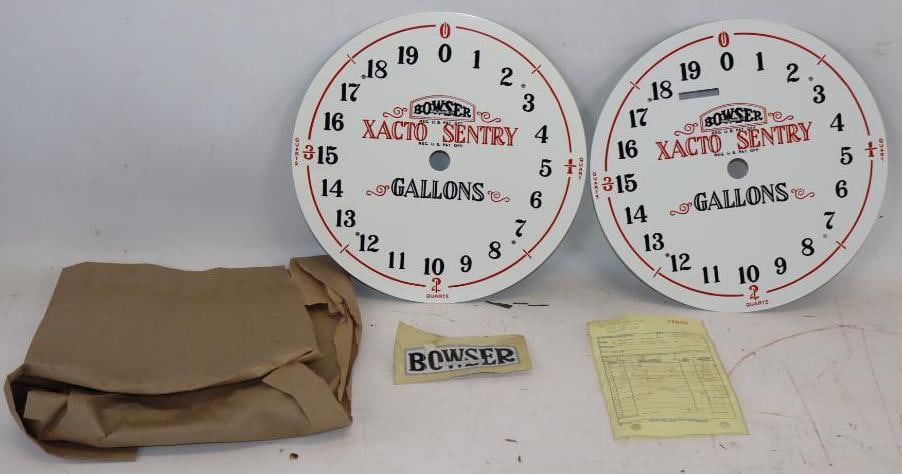 0
0 1 2 3 4 5 6 7 8 9 10 11 12 13 14 15 16 17 18 19
BOWSER
REG. U.S. PAT. OFF.
XACTO SENTRY
REG. U.S. PAT. OFF.
GALLONS
1
QUART
2
QUARTS
3
QUARTS
0
0 1 2 3 4 5 6 7 8 9 10 11 12 13 14 15 16 17 18 19
BOWSER
REG. U.S. PAT. OFF.
XACTO SENTRY
REG. U.S. PAT. OFF.
GALLONS
1
QUART
2
QUARTS
3
QUARTS
BOWSER